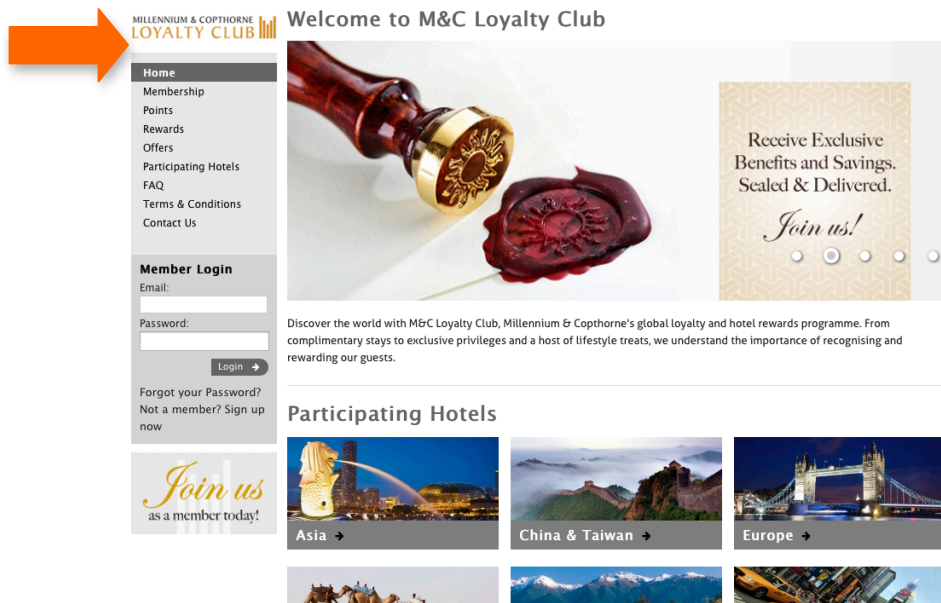 MILLENNIUM & COPTHORNE
LOYALTY CLUB
Home
Membership
Points
Rewards
Offers
Participating Hotels
FAQ
Terms & Conditions
Contact Us
Member Login
Email:
Password:
Login
Forgot your Password?
Not a member? Sign up
now
Join us
as a member today!
Welcome to M&C Loyalty Club
Receive Exclusive
Benefits and Savings.
Sealed & Delivered.
Join us!
Discover the world with M&C Loyalty Club, Millennium & Copthorne's global loyalty and hotel rewards programme. From
complimentary stays to exclusive privileges and a host of lifestyle treats, we understand the importance of recognising and
rewarding our guests.
Participating Hotels
Asia
China & Taiwan
Europe